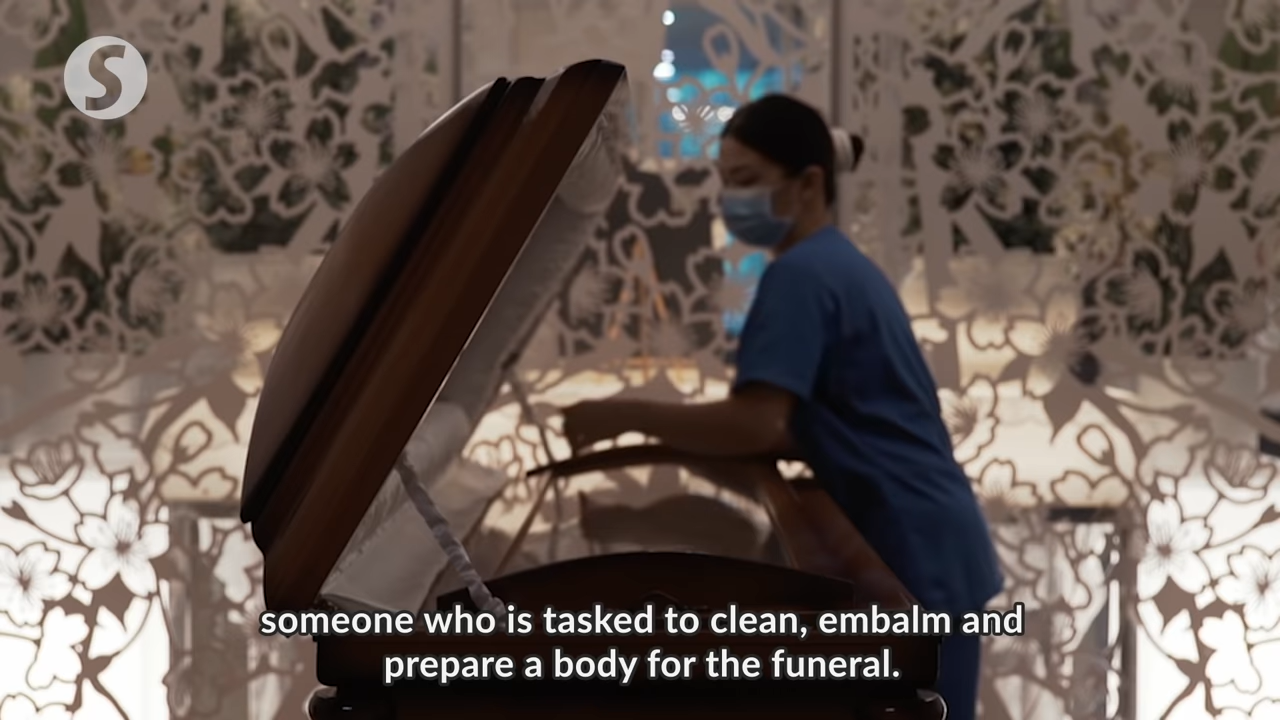 S
someone who is tasked to clean, embalm and
prepare a body for the funeral.